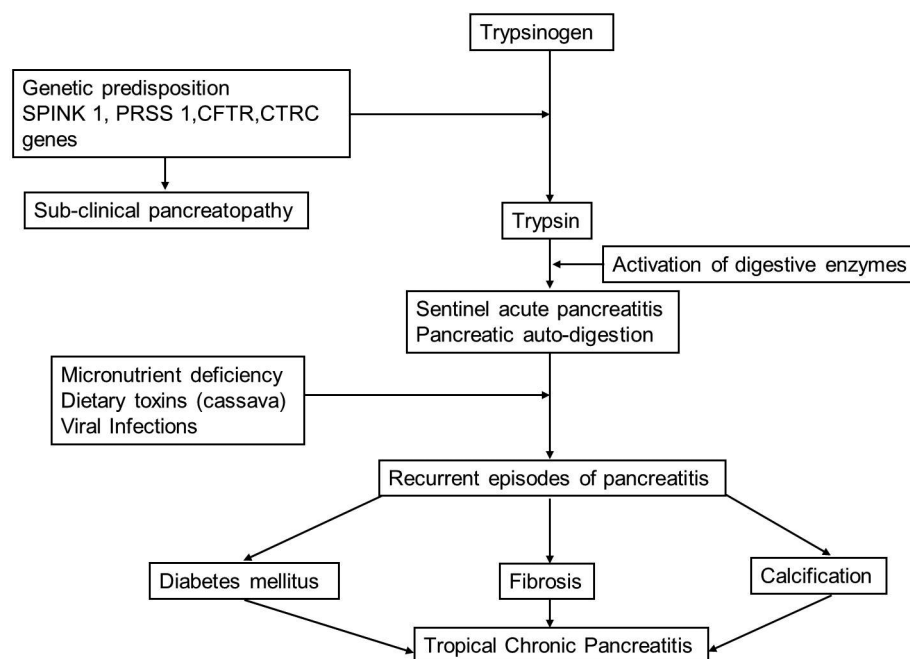 Trypsinogen
Genetic predisposition
SPINK 1, PRSS 1,CFTR,CTRC
genes
Sub-clinical pancreatopathy
Trypsin
Activation of digestive enzymes
Sentinel acute pancreatitis
Pancreatic auto-digestion
Micronutrient deficiency
Dietary toxins (cassava)
Viral Infections
Recurrent episodes of pancreatitis
Diabetes mellitus
Fibrosis
Calcification
Tropical Chronic Pancreatitis